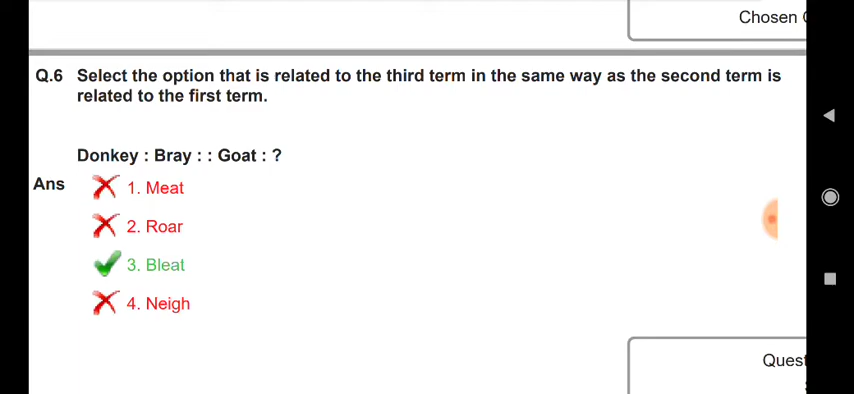 Chosen
Q.6 Select the option that is related to the third term in the same way as the second term is
related to the first term.
Donkey : Bray : : Goat : ?
Ans 1. Meat
2. Roar
3. Bleat
4. Neigh